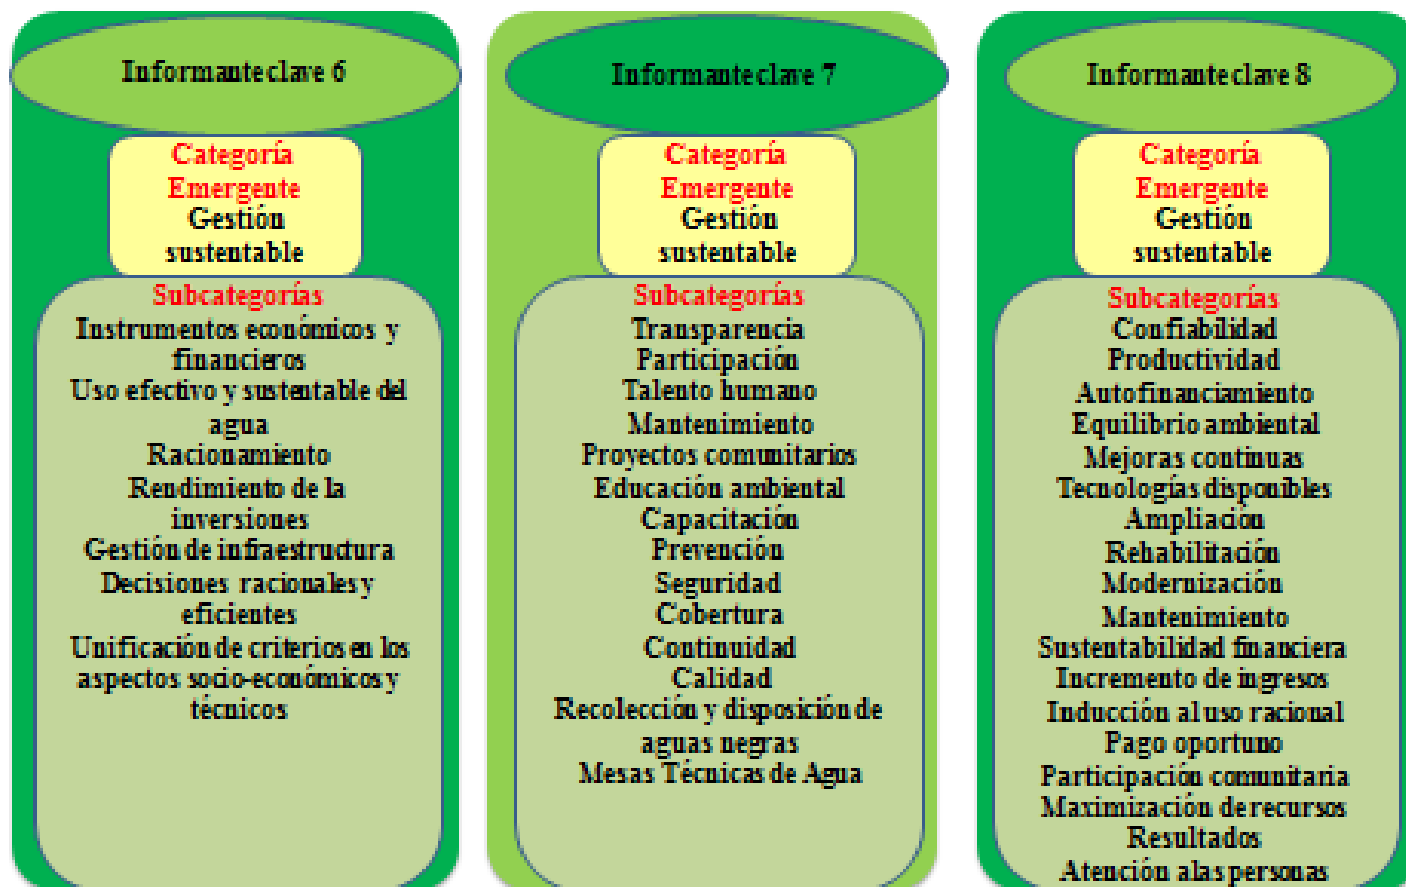 Informante clave 6
Categoría
Emergente
Gestión
sustentable
Subcategorías
Instrumentos económicos y
financieros
Uso efectivo y sustentable del
agua
Racionamiento
Rendimiento de la
inversiones
Gestión de infraestructura
Decisiones racionales y
eficientes
Unificación de criterios en los
aspectos socio-económicos y
técnicos
Informante clave 7
Categoría
Emergente
Gestión
sustentable
Subcategorías
Transparencia
Participación
Talento humano
Mantenimiento
Proyectos comunitarios
Educación ambiental
Capacitación
Prevención
Seguridad
Cobertura
Continuidad
Calidad
Recolección y disposición de
aguas negras
Mesas Técnicas de Agua
Informante clave 8
Categoría
Emergente
Gestión
sustentable
Subcategorías
Confiabilidad
Productividad
Autofinanciamiento
Equilibrio ambiental
Mejoras continuas
Tecnologías disponibles
Ampliación
Rehabilitación
Modernización
Mantenimiento
Sustentabilidad financiera
Incremento de ingresos
Inducción al uso racional
Pago oportuno
Participación comunitaria
Maximización de recursos
Resultados
Atención a las personas